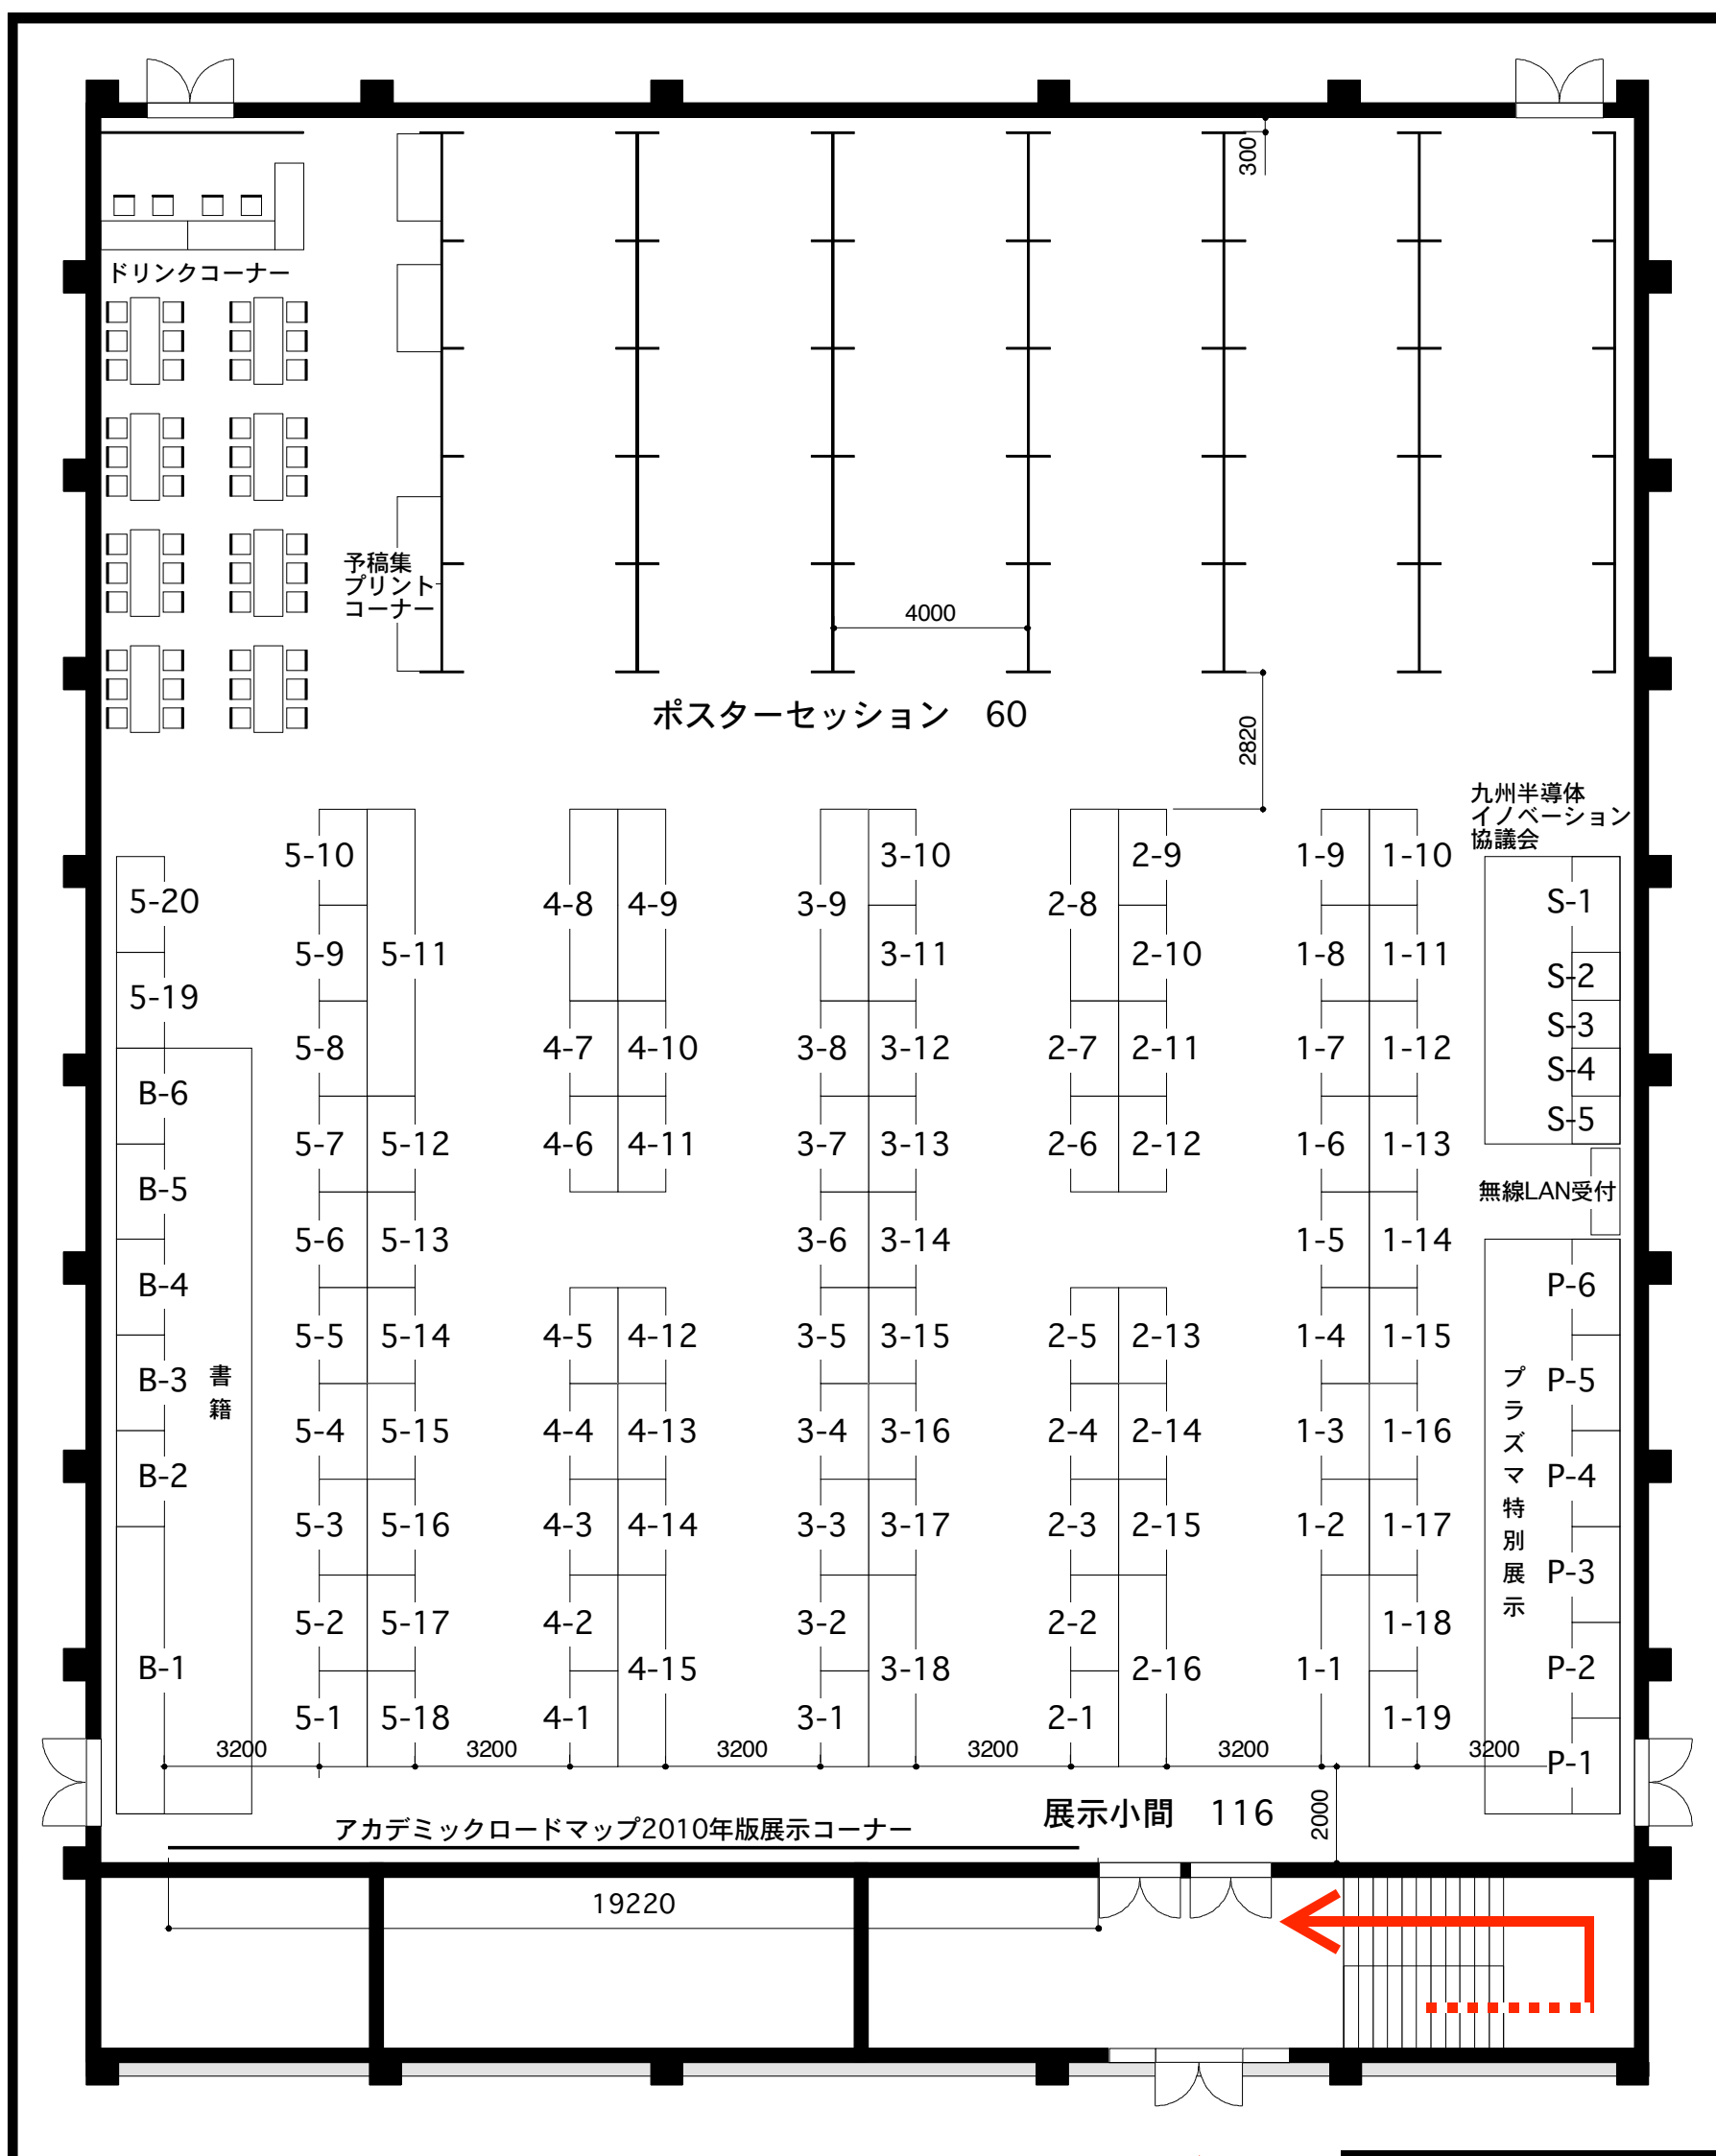 300
ドリンクコーナー
予稿集
プリント
コーナー
4000
ポスターセッション 60
2820
九州半導体
イノベーション
協議会
5-10 3-10 2-9 1-9 1-10
5-20 4-8 4-9 3-9 2-8 S-1
5-9 5-11 3-11 2-10 1-8 1-11
S-2
5-19
S-3
5-8 4-7 4-10 3-8 3-12 2-7 2-11 1-7 1-12
S-4
B-6
S-5
5-7 5-12 4-6 4-11 3-7 3-13 2-6 2-12 1-6 1-13
B-5
無線LAN受付
5-6 5-13 3-6 3-14 1-5 1-14
B-4 P-6
5-5 5-14 4-5 4-12 3-5 3-15 2-5 2-13 1-4 1-15
B-3 P-5
書籍
プラズマ特別展示
5-4 5-15 4-4 4-13 3-4 3-16 2-4 2-14 1-3 1-16
B-2 P-4
5-3 5-16 4-3 4-14 3-3 3-17 2-3 2-15 1-2 1-17
P-3
5-2 5-17 4-2 3-2 2-2 1-18
B-1 4-15 3-18 2-16 1-1 P-2
5-1 5-18 4-1 3-1 2-1 1-19
3200 3200 3200 3200 3200 3200
P-1
展示小間 116
2000
アカデミックロードマップ2010年版展示コーナー
19220